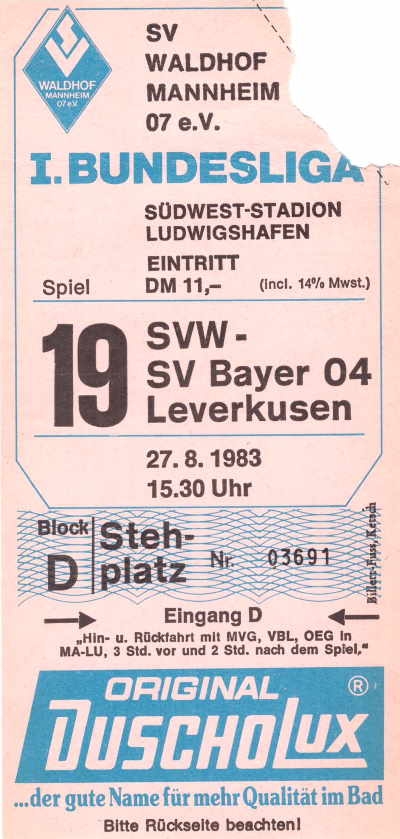 SV
WALDHOF
MANNHEIM
07 e.V.
WALDHOF
MANNHEIM
07 e.V.
I. BUNDESLIGA
SÜDWEST-STADION
LUDWIGSHAFEN
EINTRITT
Spiel DM 11,– (incl. 14% Mwst.)
19
SVW -
SV Bayer 04
Leverkusen
27. 8. 1983
15.30 Uhr
Block D
Steh-
platz
Nr. 03691
Billett-Fuss, Ketsch
Eingang D
„Hin- u. Rückfahrt mit MVG, VBL, OEG in
MA-LU, 3 Std. vor und 2 Std. nach dem Spiel,"
ORIGINAL ®
DUSCHOLUX
...der gute Name für mehr Qualität im Bad
Bitte Rückseite beachten!